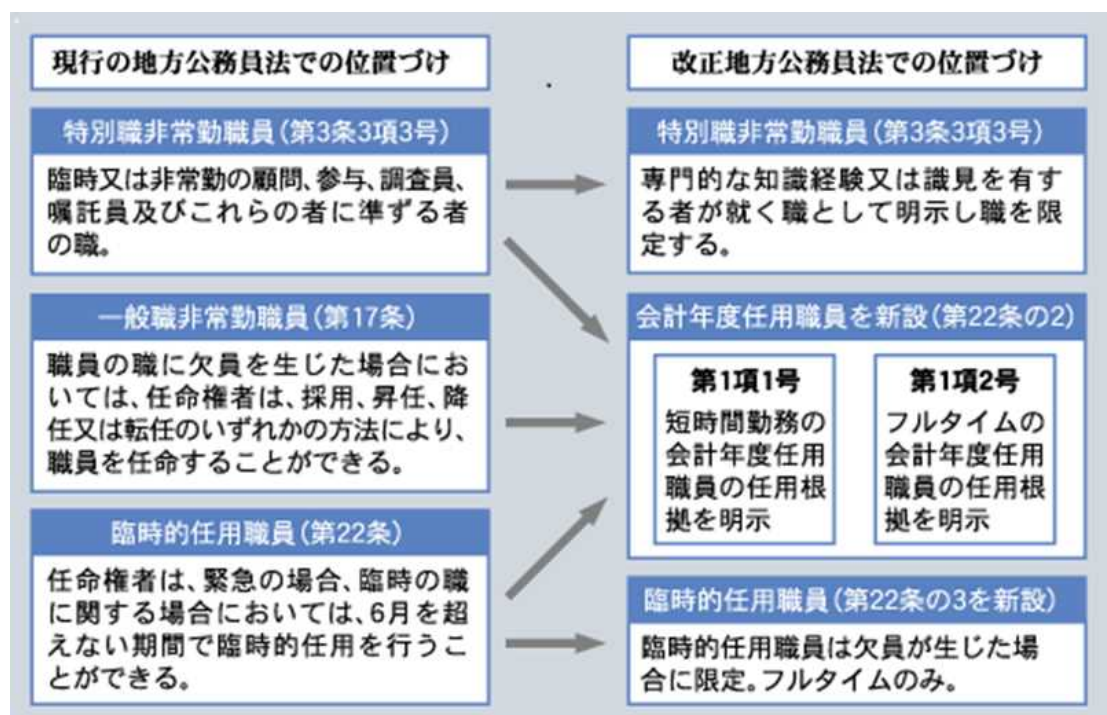 現行の地方公務員法での位置づけ
特別職非常勤職員(第3条3項3号)
臨時又は非常勤の顧問、参与、調査員、
嘱託員及びこれらの者に準ずる者
の職。
一般職非常勤職員(第17条)
職員の職に欠員を生じた場合にお
いては、任命権者は、採用、昇任、降
任又は転任のいずれかの方法により、
職員を任命することができる。
臨時的任用職員(第22条)
任命権者は、緊急の場合、臨時の職
に関する場合においては、6月を超
えない期間で臨時的任用を行うこ
とができる。
改正地方公務員法での位置づけ
特別職非常勤職員(第3条3項3号)
専門的な知識経験又は識見を有す
る者が就く職として明示し職を限
定する。
会計年度任用職員を新設(第22条の2)
第1項1号
短時間勤務の
会計年度任用
職員の任用根
拠を明示
第1項2号
フルタイムの
会計年度任用
職員の任用根
拠を明示
臨時的任用職員(第22条の3を新設)
臨時的任用職員は欠員が生じた場
合に限定。フルタイムのみ。